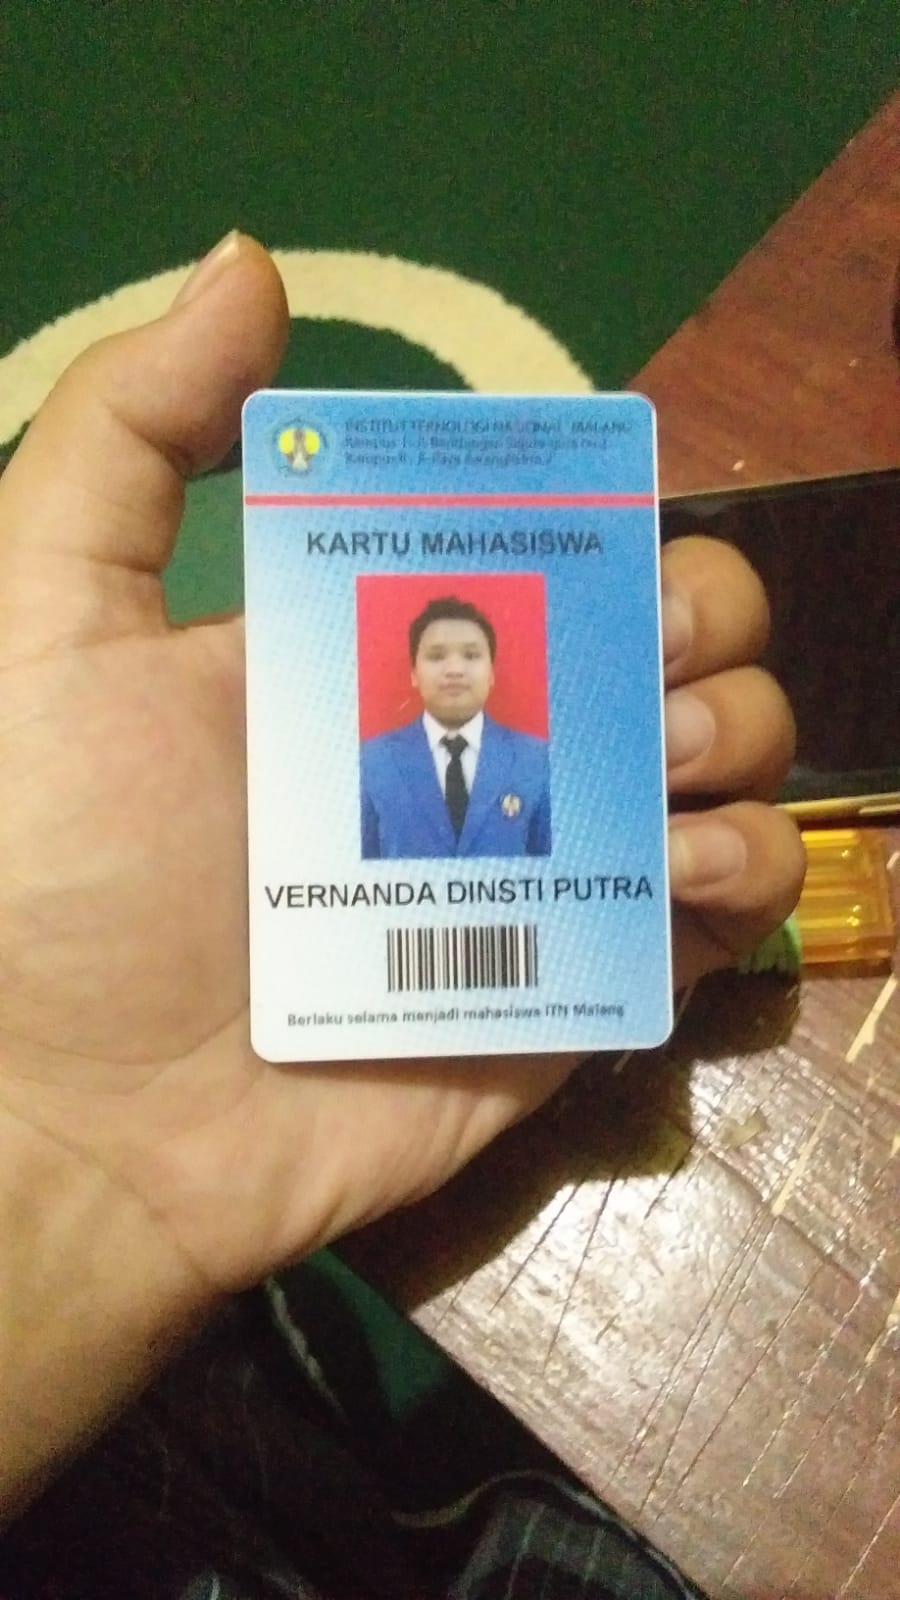 INSTITUT TEKNOLOGI NASIONAL MALANG
Kampus I : Jl. Bendungan Sigura-gura No.
Kampus II : Jl. Raya Karanglo Km. 2
KARTU MAHASISWA
VERNANDA DINSTI PUTRA
Berlaku selama menjadi mahasiswa ITN Malang